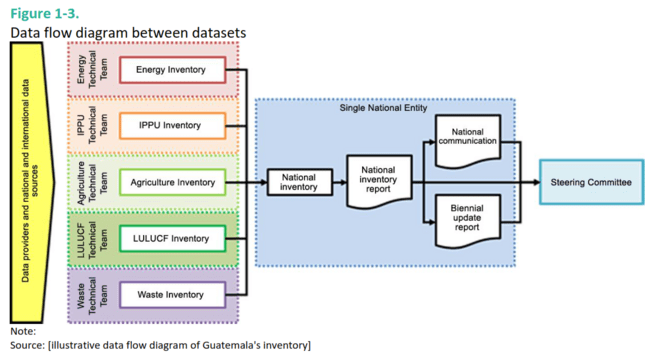 Figure 1-3.
Data flow diagram between datasets
Data providers and national and international data
sources
Energy
Technical
Team
Energy Inventory
IPPU
Technical
Team
IPPU Inventory
Agriculture
Technical
Team
Agriculture Inventory
LULUCF
Technical
Team
LULUCF Inventory
Waste
Technical
Team
Waste Inventory
Single National Entity
National
inventory
National
inventory
report
National
communication
Biennial
update
report
Steering Committee
Note:
Source: [illustrative data flow diagram of Guatemala's inventory]